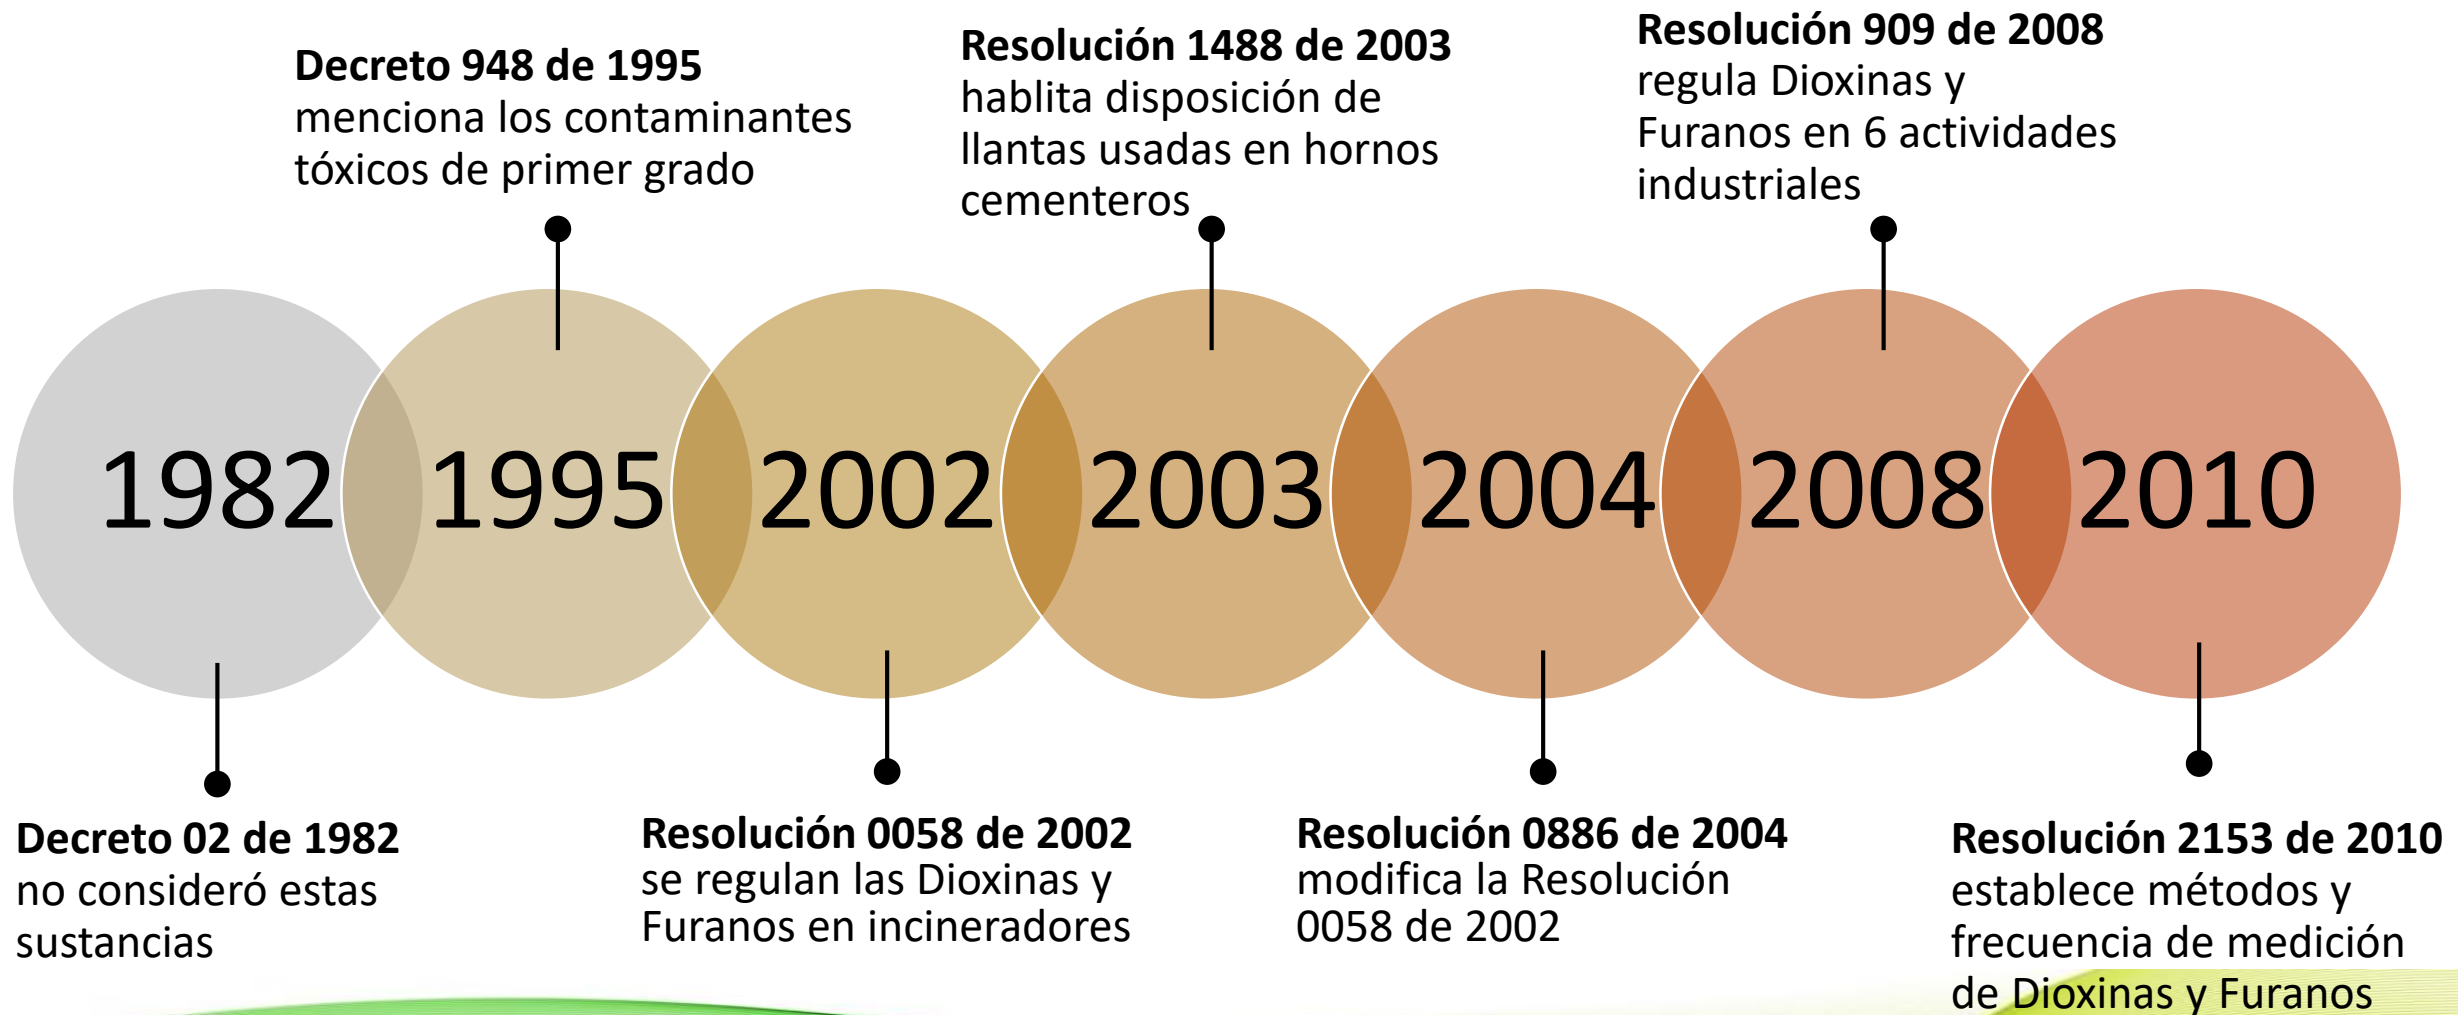 Decreto 948 de 1995
menciona los contaminantes
tóxicos de primer grado
Resolución 1488 de 2003
hablita disposición de
llantas usadas en hornos
cementeros
Resolución 909 de 2008
regula Dioxinas y
Furanos en 6 actividades
industriales
1982
1995
2002
2003
2004
2008
2010
Decreto 02 de 1982
no consideró estas
sustancias
Resolución 0058 de 2002
se regulan las Dioxinas y
Furanos en incineradores
Resolución 0886 de 2004
modifica la Resolución
0058 de 2002
Resolución 2153 de 2010
establece métodos y
frecuencia de medición
de Dioxinas y Furanos